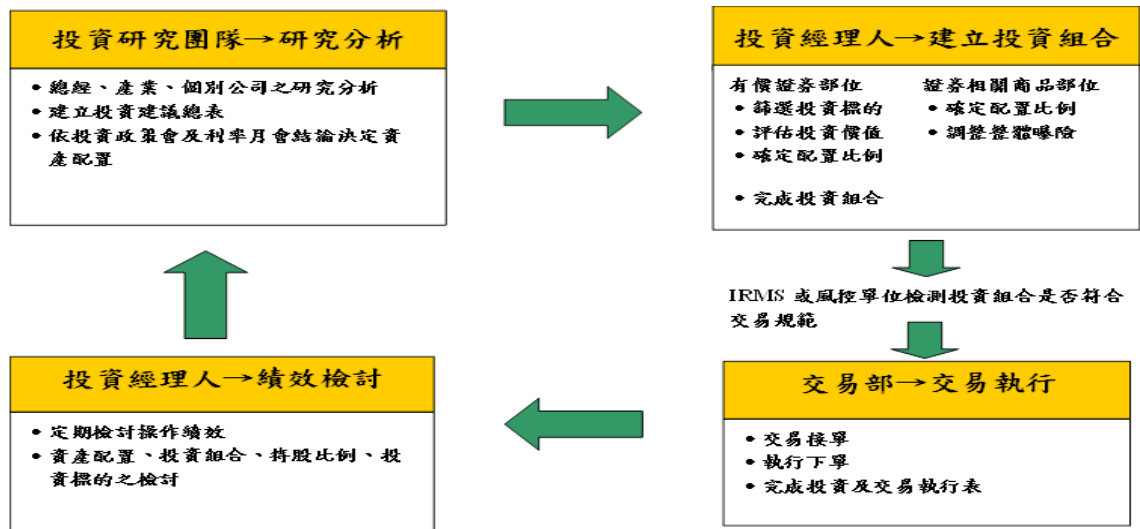 投資研究團隊→研究分析
• 總經、產業、個別公司之研究分析
• 建立投資建議總表
• 依投資政策會及利率月會結論決定資
產配置
投資經理人→建立投資組合
有價證券部位
• 篩選投資標的
• 評估投資價值
• 確定配置比例
• 完成投資組合
證券相關商品部位
• 確定配置比例
• 調整整體曝險
IRMS 或風控單位檢測投資組合是否符合
交易規範
交易部→交易執行
• 交易接單
• 執行下單
• 完成投資及交易執行表
投資經理人→績效檢討
• 定期檢討操作績效
• 資產配置、投資組合、持股比例、投
資標的之檢討